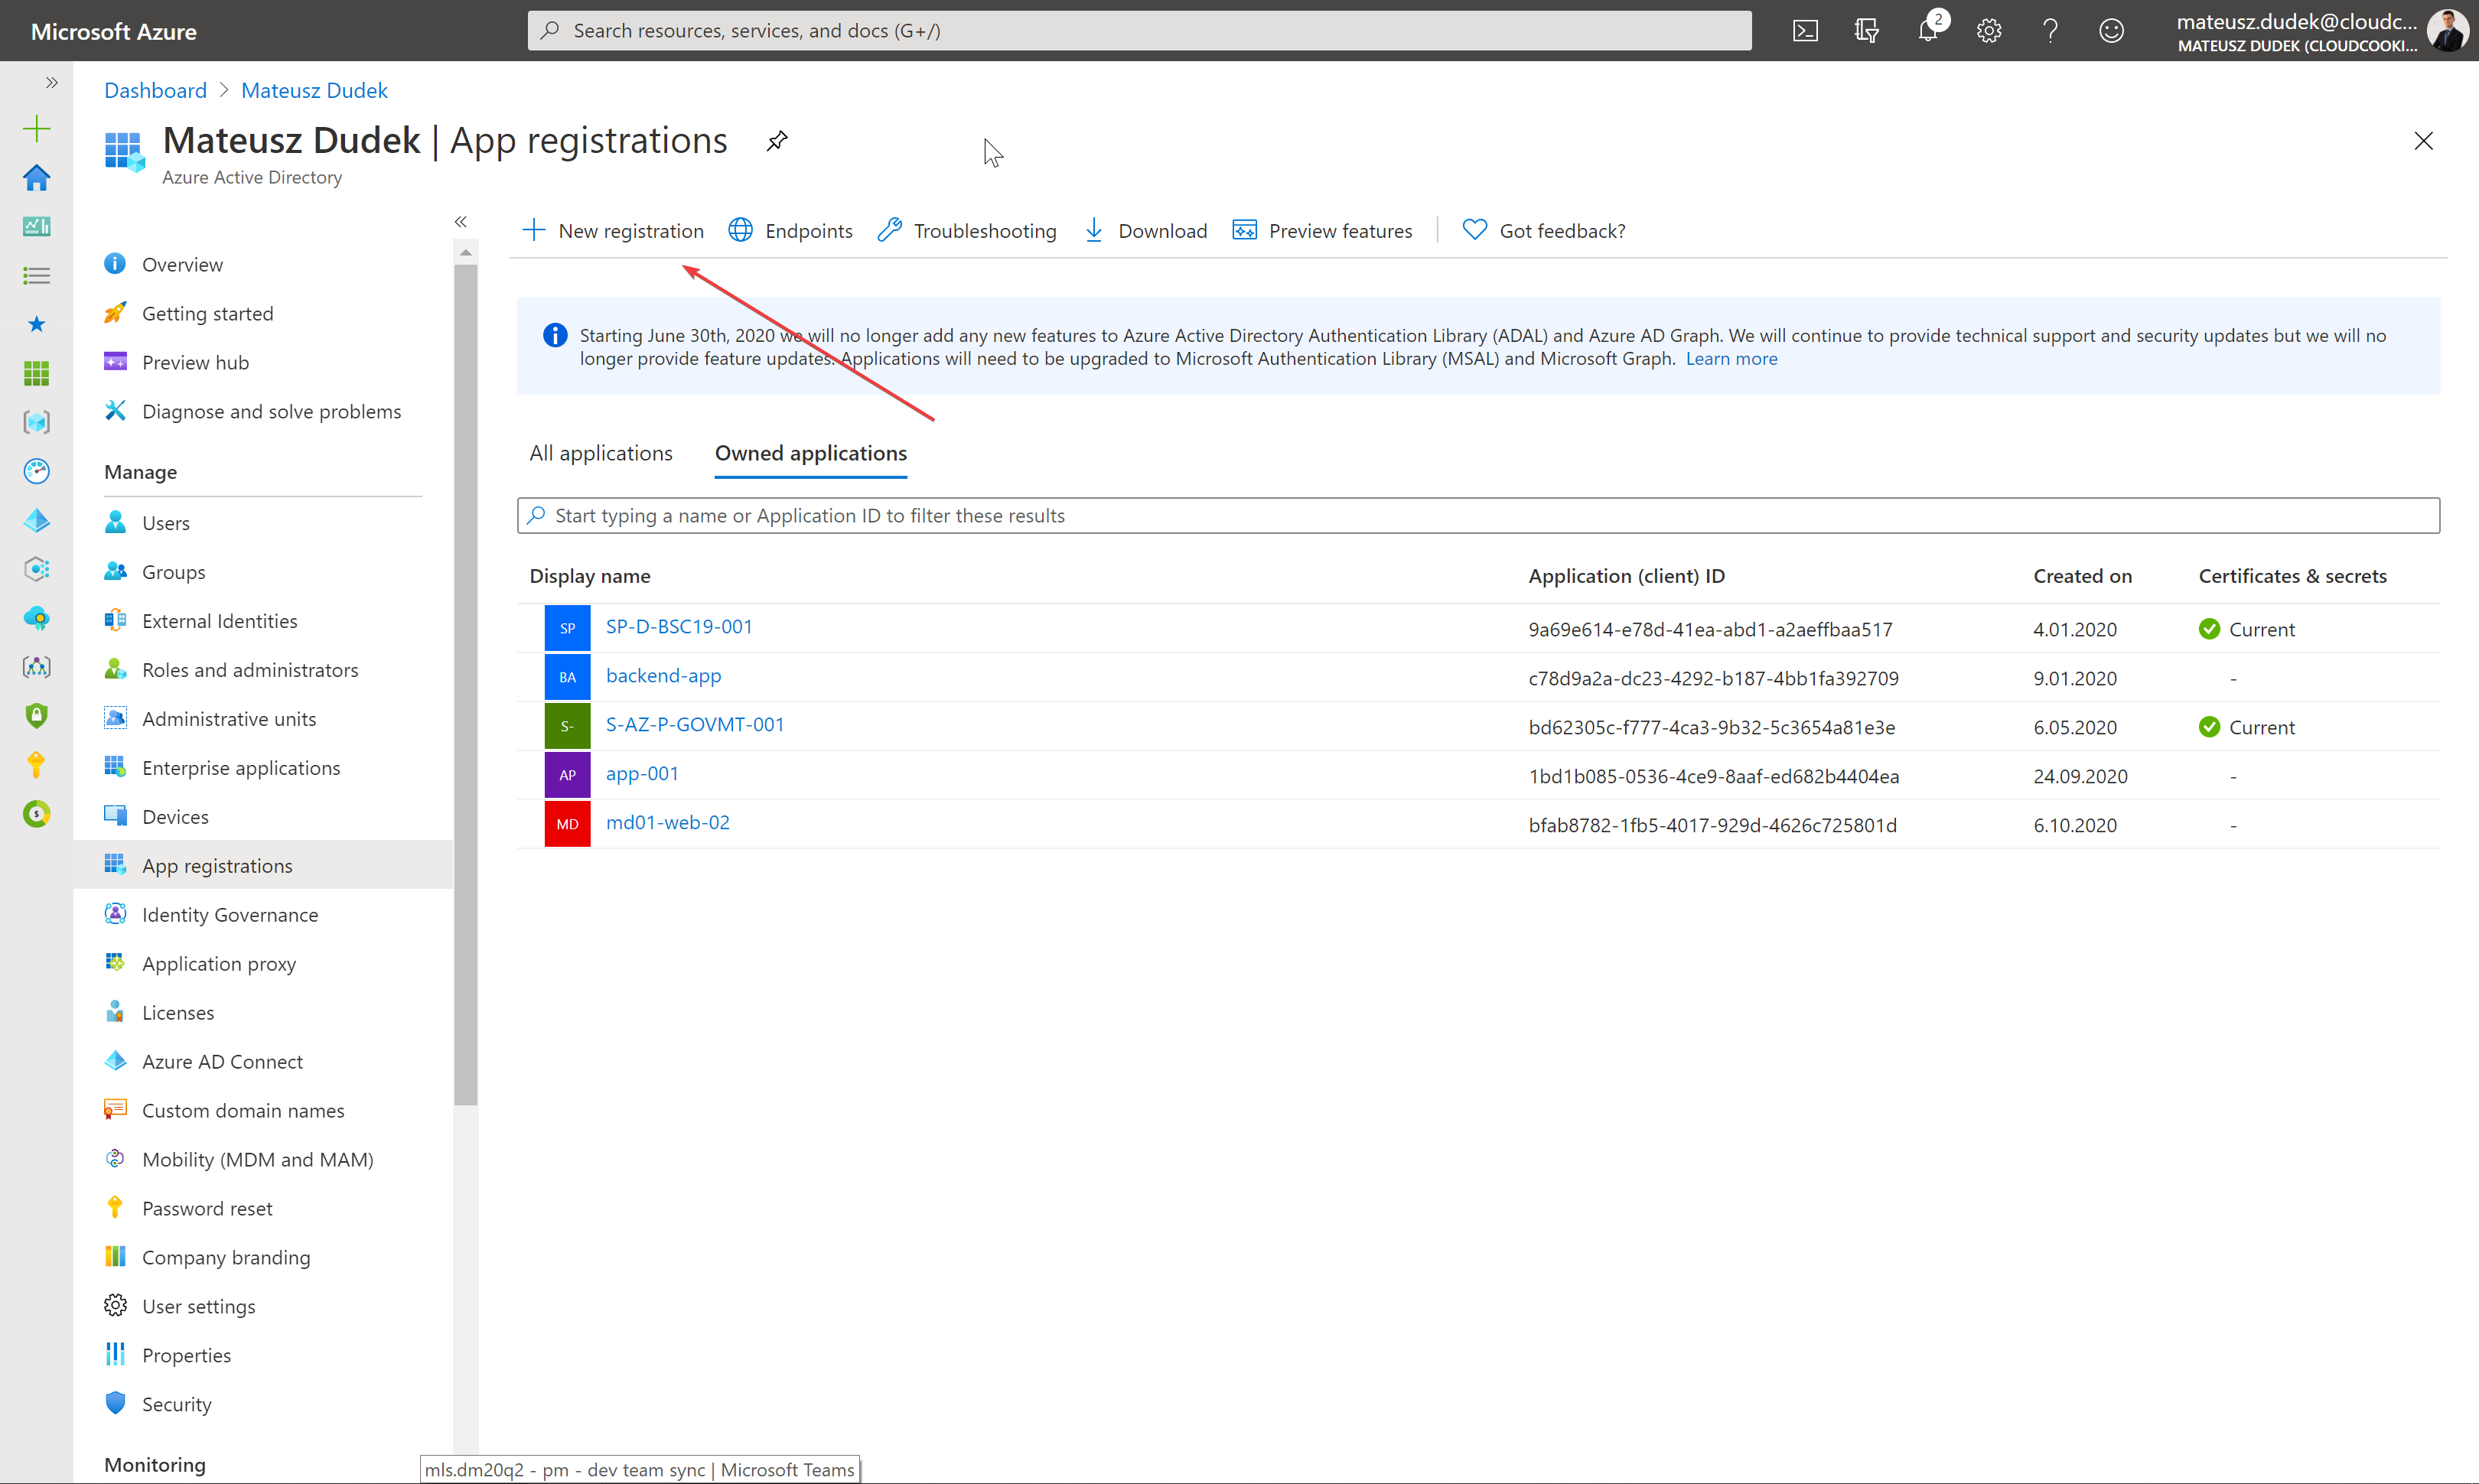 Microsoft Azure
Search resources, services, and docs (G+/)
2
mateusz.dudek@cloudc...
MATEUSZ DUDEK (CLOUDCOOKI...
Dashboard > Mateusz Dudek
Mateusz Dudek | App registrations
Azure Active Directory
New registration
Endpoints
Troubleshooting
Download
Preview features
Got feedback?
Overview
Getting started
Preview hub
Diagnose and solve problems
Manage
Users
Groups
External Identities
Roles and administrators
Administrative units
Enterprise applications
Devices
App registrations
Identity Governance
Application proxy
Licenses
Azure AD Connect
Custom domain names
Mobility (MDM and MAM)
Password reset
Company branding
User settings
Properties
Security
Monitoring
Starting June 30th, 2020 we will no longer add any new features to Azure Active Directory Authentication Library (ADAL) and Azure AD Graph. We will continue to provide technical support and security updates but we will no
longer provide feature updates. Applications will need to be upgraded to Microsoft Authentication Library (MSAL) and Microsoft Graph. Learn more
All applications
Owned applications
Start typing a name or Application ID to filter these results
Display name Application (client) ID Created on Certificates & secrets
SP SP-D-BSC19-001 9a69e614-e78d-41ea-abd1-a2aeffbaa517 4.01.2020 Current
BA backend-app c78d9a2a-dc23-4292-b187-4bb1fa392709 9.01.2020 -
S- S-AZ-P-GOVMT-001 bd62305c-f777-4ca3-9b32-5c3654a81e3e 6.05.2020 Current
AP app-001 1bd1b085-0536-4ce9-8aaf-ed682b4404ea 24.09.2020 -
MD md01-web-02 bfab8782-1fb5-4017-929d-4626c725801d 6.10.2020 -
mls.dm20q2 - pm - dev team sync | Microsoft Teams